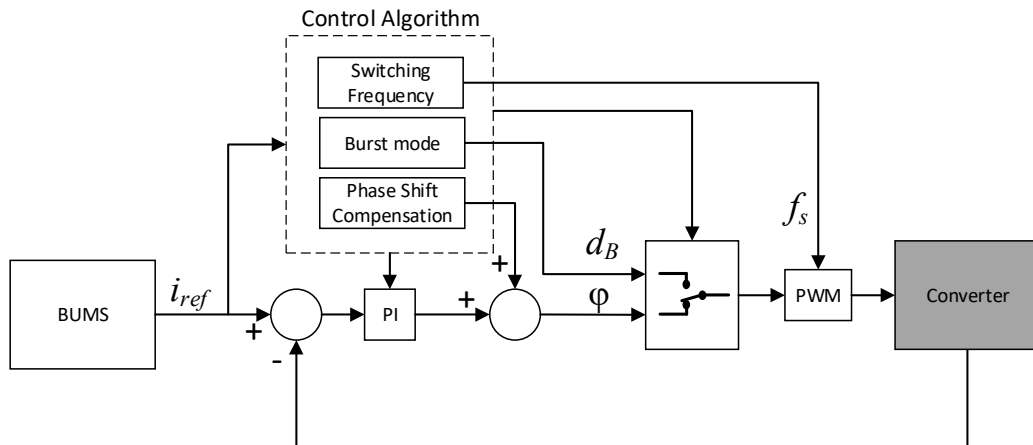 Control Algorithm
Switching
Frequency
Burst mode
Phase Shift
Compensation
+
d_B
f_s
BUMS
i_ref
+
-
PI
+
φ
PWM
Converter